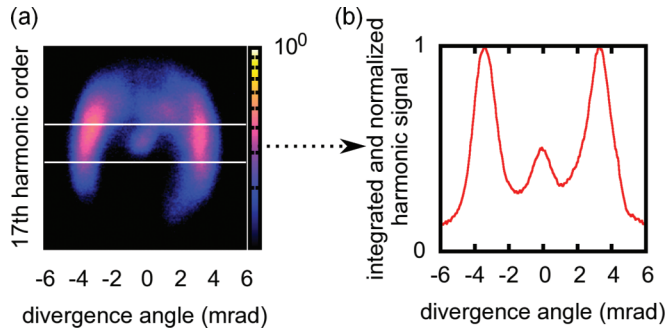 (a)
17th harmonic order
10⁰
-6 -4 -2 0 2 4 6
divergence angle (mrad)
(b)
integrated and normalized
harmonic signal
1
0
-6 -4 -2 0 2 4 6
divergence angle (mrad)